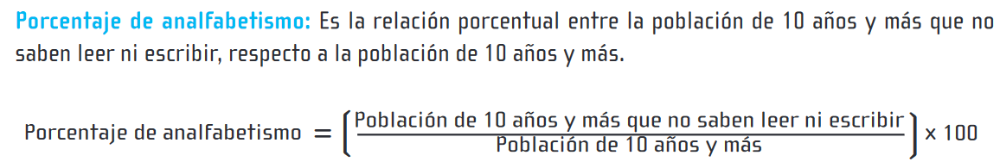 Porcentaje de analfabetismo: Es la relación porcentual entre la población de 10 años y más que no
saben leer ni escribir, respecto a la población de 10 años y más.
Porcentaje de analfabetismo = [Población de 10 años y más que no saben leer ni escribir
Población de 10 años y más] x 100